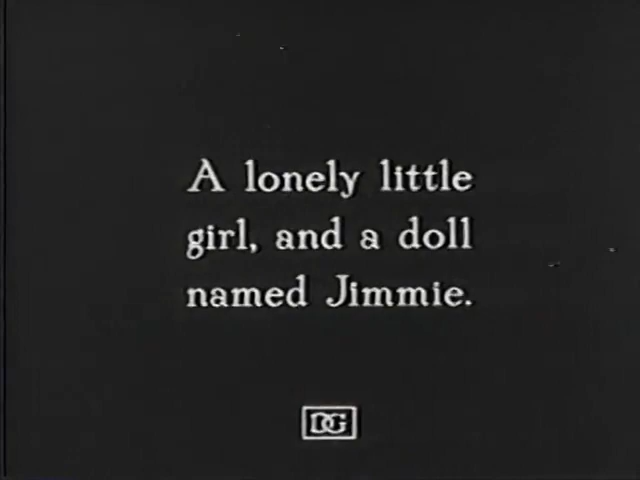 A lonely little
girl, and a doll
named Jimmie.
DG